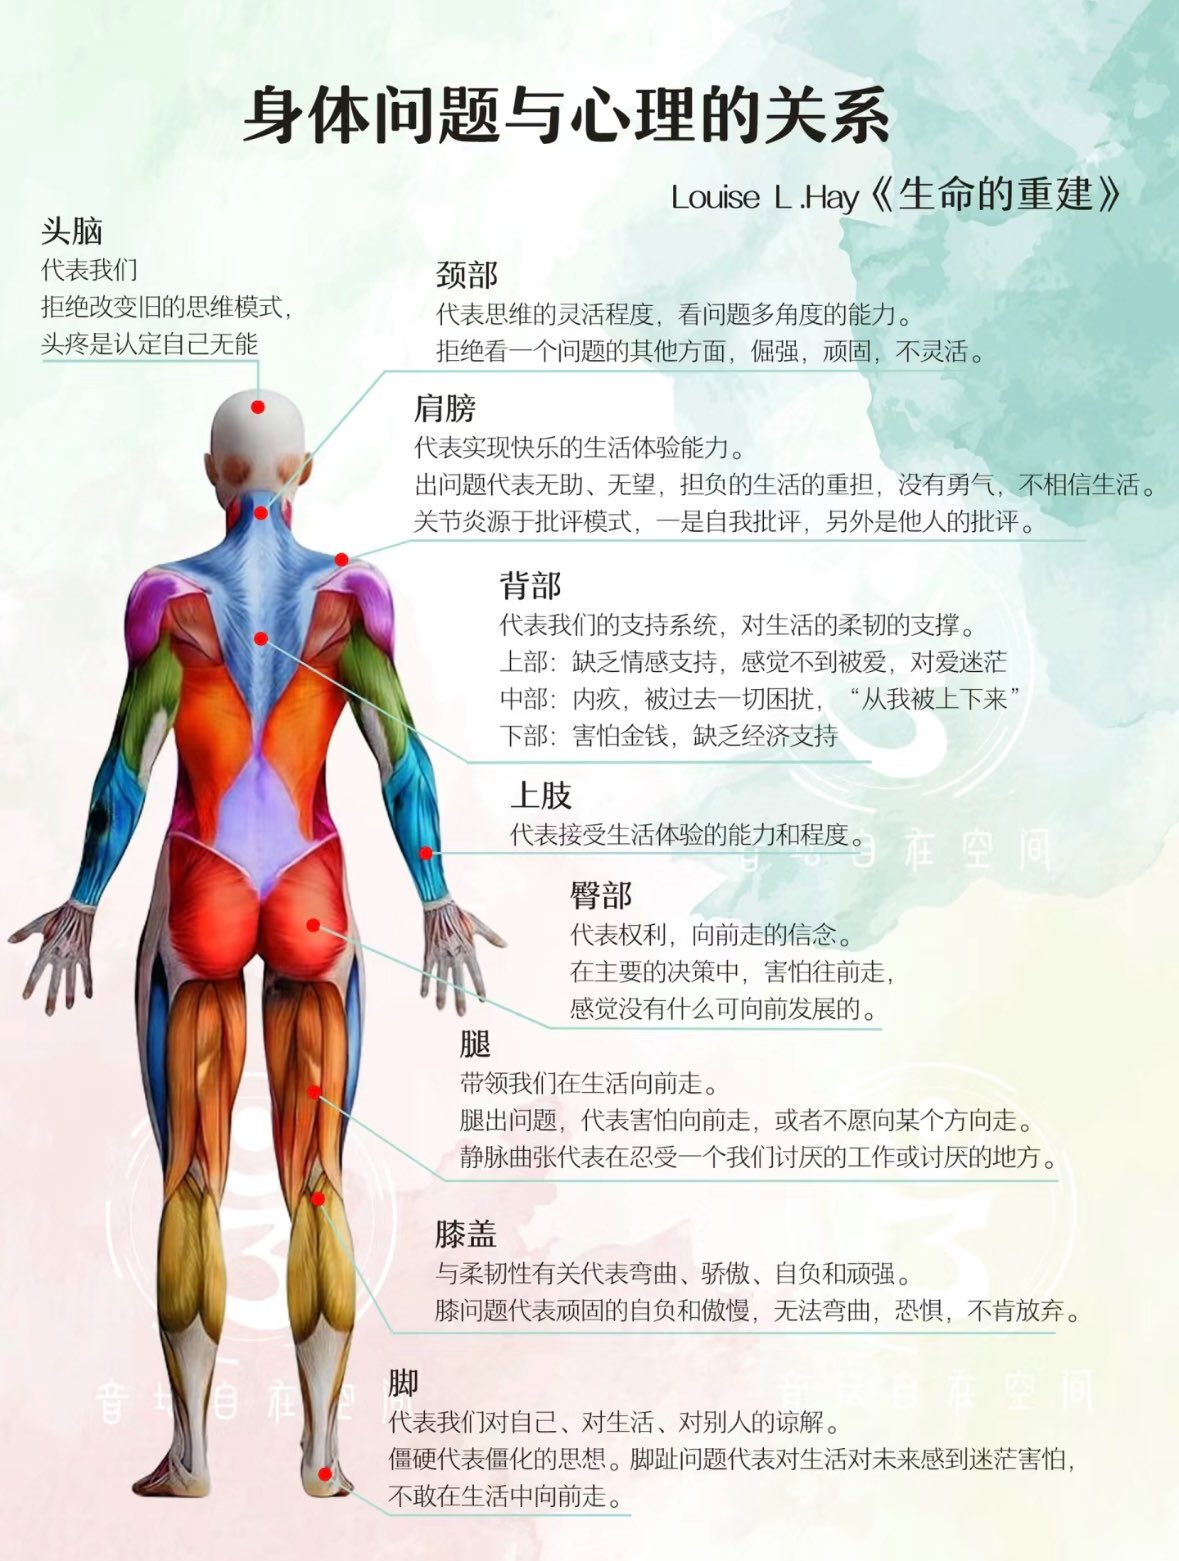 身体问题与心理的关系
Louise L.Hay《生命的重建》
头脑
代表我们
拒绝改变旧的思维模式，
头疼是认定自己无能
颈部
代表思维的灵活程度，看问题多角度的能力。
拒绝看一个问题的其他方面，倔强，顽固，不灵活。
肩膀
代表实现快乐的生活体验能力。
出问题代表无助、无望，担负的生活的重担，没有勇气，不相信生活。
关节炎源于批评模式，一是自我批评，另外是他人的批评。
背部
代表我们的支持系统，对生活的柔韧的支撑。
上部：缺乏情感支持，感觉不到被爱，对爱迷茫
中部：内疚，被过去一切困扰，“从我被上下来”
下部：害怕金钱，缺乏经济支持
上肢
代表接受生活体验的能力和程度。
臀部
代表权利，向前走的信念。
在主要的决策中，害怕往前走，
感觉没有什么可向前发展的。
腿
带领我们在生活向前走。
腿出问题，代表害怕向前走，或者不愿向某个方向走。
静脉曲张代表在忍受一个我们讨厌的工作或讨厌的地方。
膝盖
与柔韧性有关代表弯曲、骄傲、自负和顽强。
膝问题代表顽固的自负和傲慢，无法弯曲，恐惧，不肯放弃。
脚
代表我们对自己、对生活、对别人的谅解。
僵硬代表僵化的思想。脚趾问题代表对生活对未来感到迷茫害怕，
不敢在生活中向前走。
自在空间